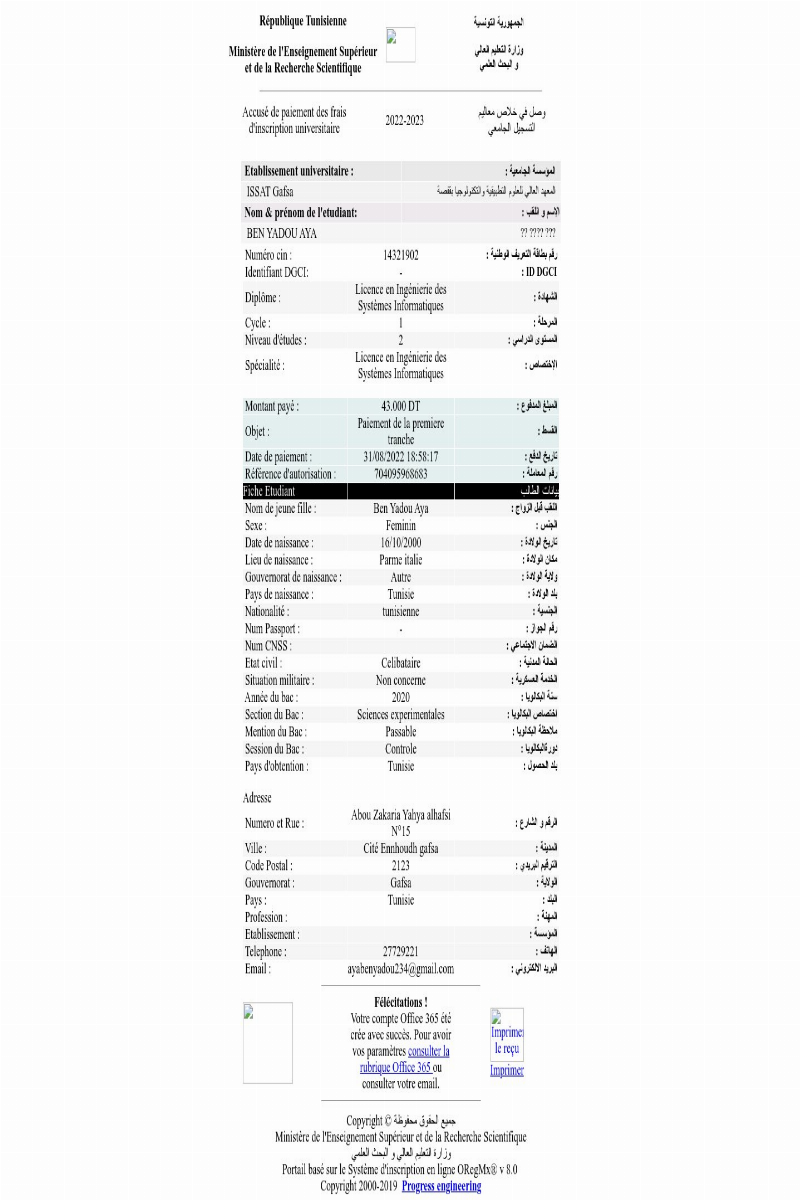 République Tunisienne الجمهورية التونسية
Ministère de l'Enseignement Supérieur وزارة التعليم العالي
et de la Recherche Scientifique و البحث العلمي
Accusé de paiement des frais 2022-2023 وصل في خلاص معاليم
d'inscription universitaire التسجيل الجامعي
Etablissement universitaire : المؤسسة الجامعية :
ISSAT Gafsa المعهد العالي للعلوم التطبيقية والتكنولوجيا بقفصة
Nom & prénom de l'etudiant: الإسم و اللقب :
BEN YADOU AYA ?? ???? ???
Numéro cin : 14321902 رقم بطاقة التعريف الوطنية :
Identifiant DGCI: - ID DGCI :
Diplôme : Licence en Ingénierie des Systémes Informatiques الشهادة :
Cycle : 1 المرحلة :
Niveau d'études : 2 المستوى الدراسي :
Spécialité : Licence en Ingénierie des Systémes Informatiques الإختصاص :
Montant payé : 43.000 DT المبلغ المدفوع :
Objet : Paiement de la premiere tranche القسط :
Date de paiement : 31/08/2022 18:58:17 تاريخ الدفع :
Référence d'autorisation : 704095968683 رقم المعاملة :
Fiche Etudiant بيانات الطالب
Nom de jeune fille : Ben Yadou Aya اللقب قبل الزواج :
Sexe : Feminin الجنس :
Date de naissance : 16/10/2000 تاريخ الولادة :
Lieu de naissance : Parme italie مكان الولادة :
Gouvernorat de naissance : Autre ولاية الولادة :
Pays de naissance : Tunisie بلد الولادة :
Nationalité : tunisienne الجنسية :
Num Passport : - رقم الجواز :
Num CNSS : الضمان الاجتماعي :
Etat civil : Celibataire الحالة المدنية :
Situation militaire : Non concerne الخدمة العسكرية :
Année du bac : 2020 سنة البكالوريا :
Section du Bac : Sciences experimentales اختصاص البكالوريا :
Mention du Bac : Passable ملاحظة البكالوريا :
Session du Bac : Controle دورةالبكالوريا :
Pays d'obtention : Tunisie بلد الحصول :
Adresse
Numero et Rue : Abou Zakaria Yahya alhafsi N°15 الرقم و الشارع :
Ville : Cité Ennhoudh gafsa المدينة :
Code Postal : 2123 الترقيم البريدي :
Gouvernorat : Gafsa الولاية :
Pays : Tunisie البلد :
Profession : المهنة :
Etablissement : المؤسسة :
Telephone : 27729221 الهاتف :
Email : ayabenyadou234@gmail.com البريد الالكتروني :
Félécitations !
Votre compte Office 365 été
crée avec succès. Pour avoir
vos paramètres consulter la
rubrique Office 365 ou
consulter votre email.
Imprimer
le reçu
Imprimer
Copyright © جميع الحقوق محفوظة
Ministère de l'Enseignement Supérieur et de la Recherche Scientifique
وزارة التعليم العالي و البحث العلمي
Portail basé sur le Système d'inscription en ligne ORegMx® v 8.0
Copyright 2000-2019 Progress engineering